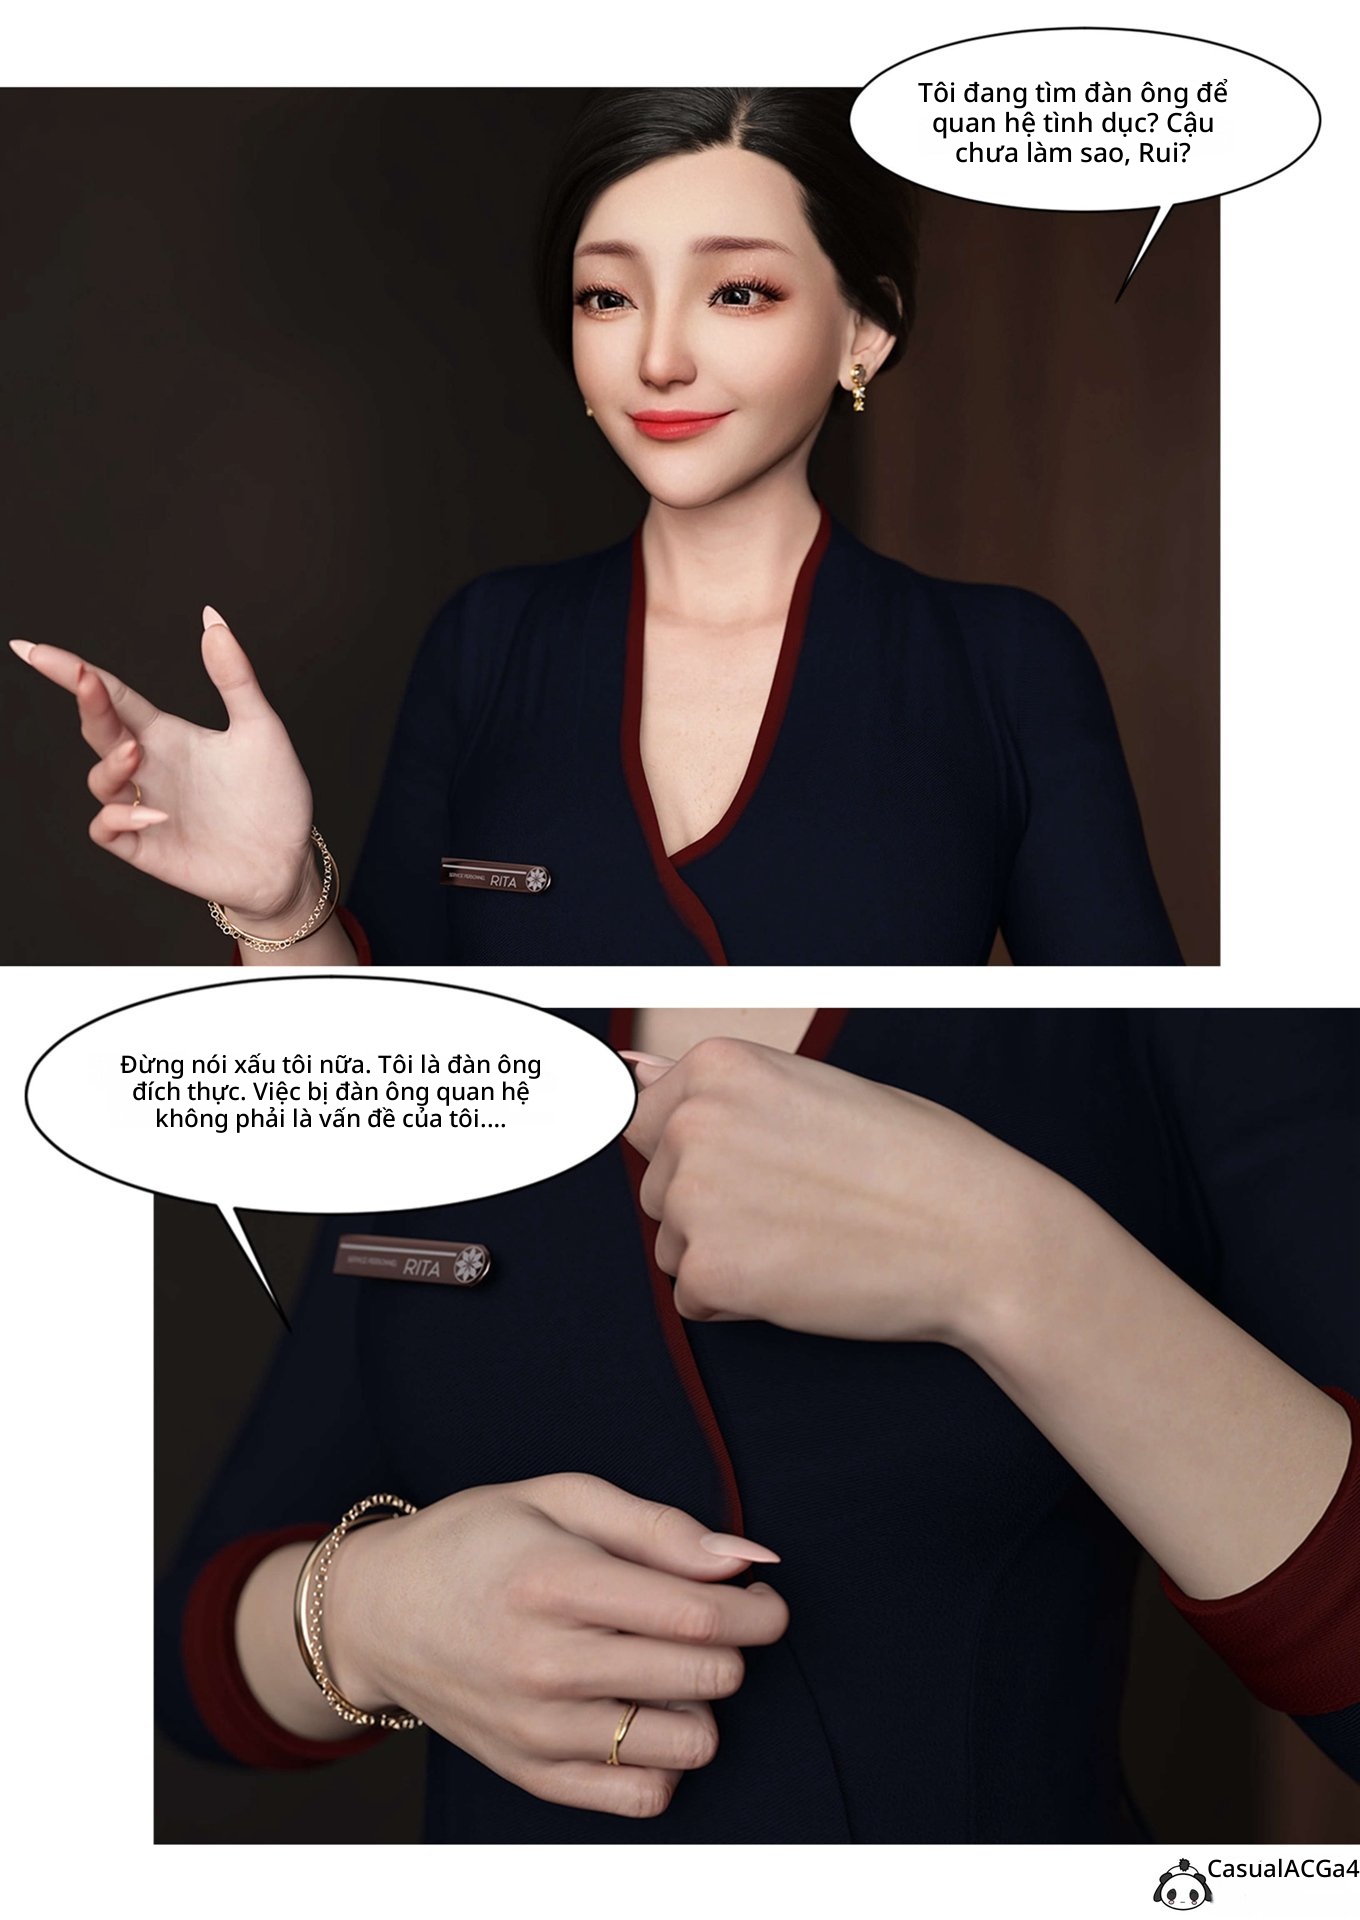 Tôi đang tìm đàn ông để
quan hệ tình dục? Cậu
chưa làm sao, Rui?
SERVICE PERSONNEL RITA
Đừng nói xấu tôi nữa. Tôi là đàn ông
đích thực. Việc bị đàn ông quan hệ
không phải là vấn đề của tôi....
SERVICE PERSONNEL RITA
CasualACGa4